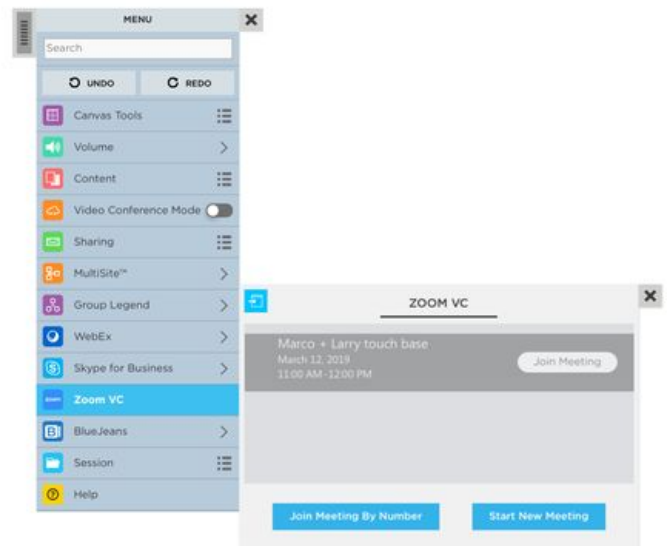 MENU
Search
UNDO REDO
Canvas Tools
Volume
Content
Video Conference Mode
Sharing
MultiSite™
Group Legend
WebEx
Skype for Business
zoom Zoom VC
BlueJeans
Session
Help
ZOOM VC
Marco + Larry touch base
March 12, 2019
11:00 AM -12:00 PM
Join Meeting
Join Meeting By Number
Start New Meeting